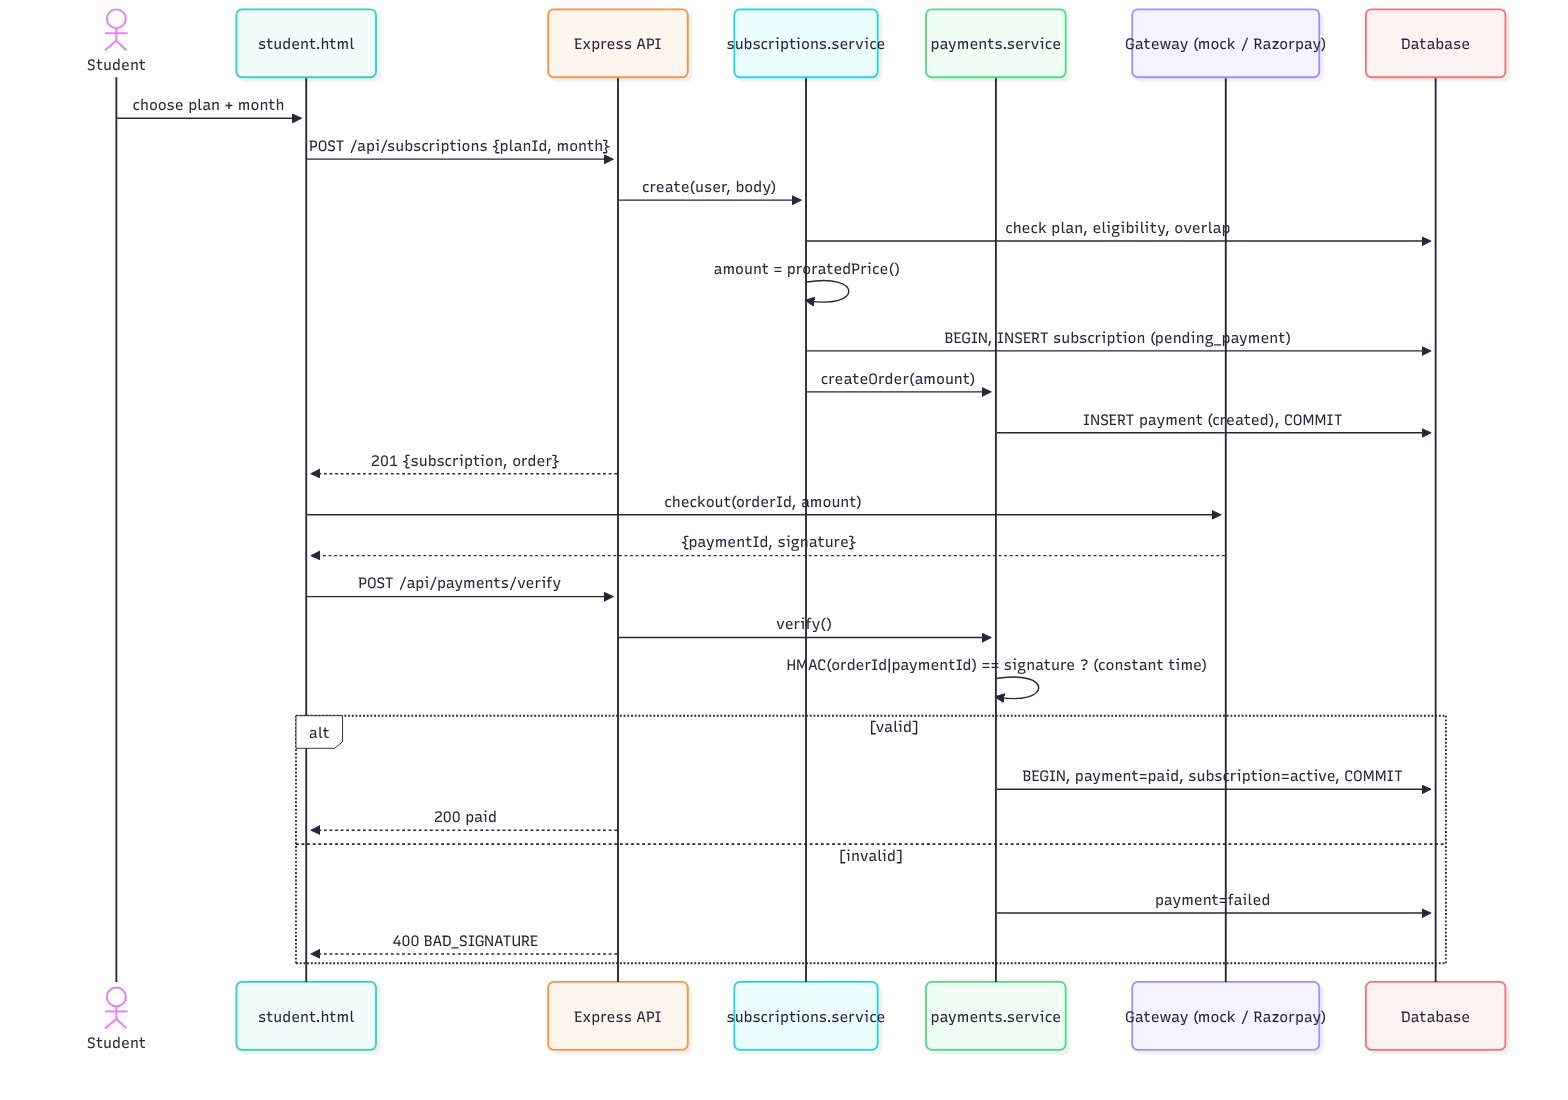 Student
student.html
Express API
subscriptions.service
payments.service
Gateway (mock / Razorpay)
Database
choose plan + month
POST /api/subscriptions {planId, month}
create(user, body)
check plan, eligibility, overlap
amount = proratedPrice()
BEGIN, INSERT subscription (pending_payment)
createOrder(amount)
INSERT payment (created), COMMIT
201 {subscription, order}
checkout(orderId, amount)
{paymentId, signature}
POST /api/payments/verify
verify()
HMAC(orderId|paymentId) == signature ? (constant time)
alt
[valid]
BEGIN, payment=paid, subscription=active, COMMIT
200 paid
[invalid]
payment=failed
400 BAD_SIGNATURE
Student
student.html
Express API
subscriptions.service
payments.service
Gateway (mock / Razorpay)
Database